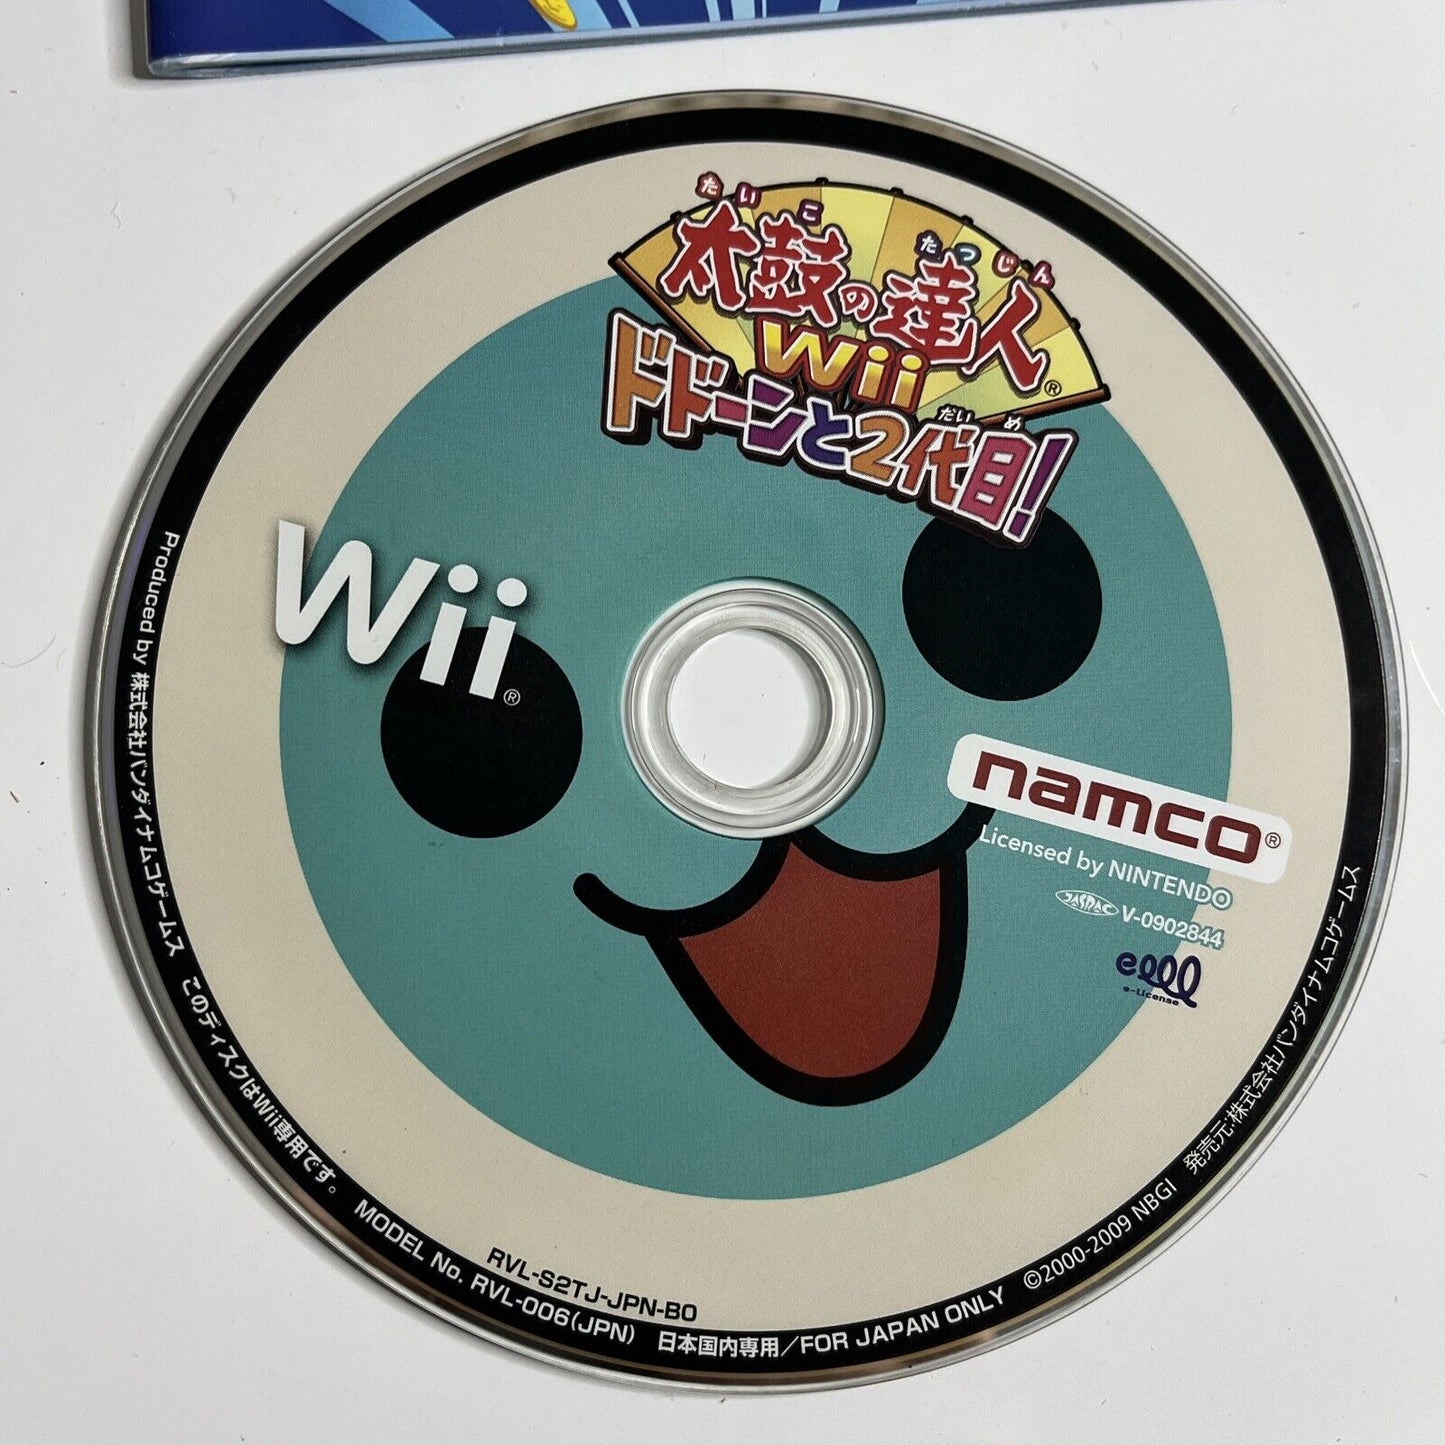 たいこ たつじん
太鼓の達人®
Wii
ドドーンと2代目!
だいめ
Wii®
namco®
Licensed by NINTENDO
JASRAC V-0902844
elll
e-License
RVL-S2TJ-JPN-B0
Produced by 株式会社バンダイナムコゲームス このディスクはWii専用です。 MODEL No. RVL-006(JPN) 日本国内専用/FOR JAPAN ONLY ©2000-2009 NBGI 発売元:株式会社バンダイナムコゲームス